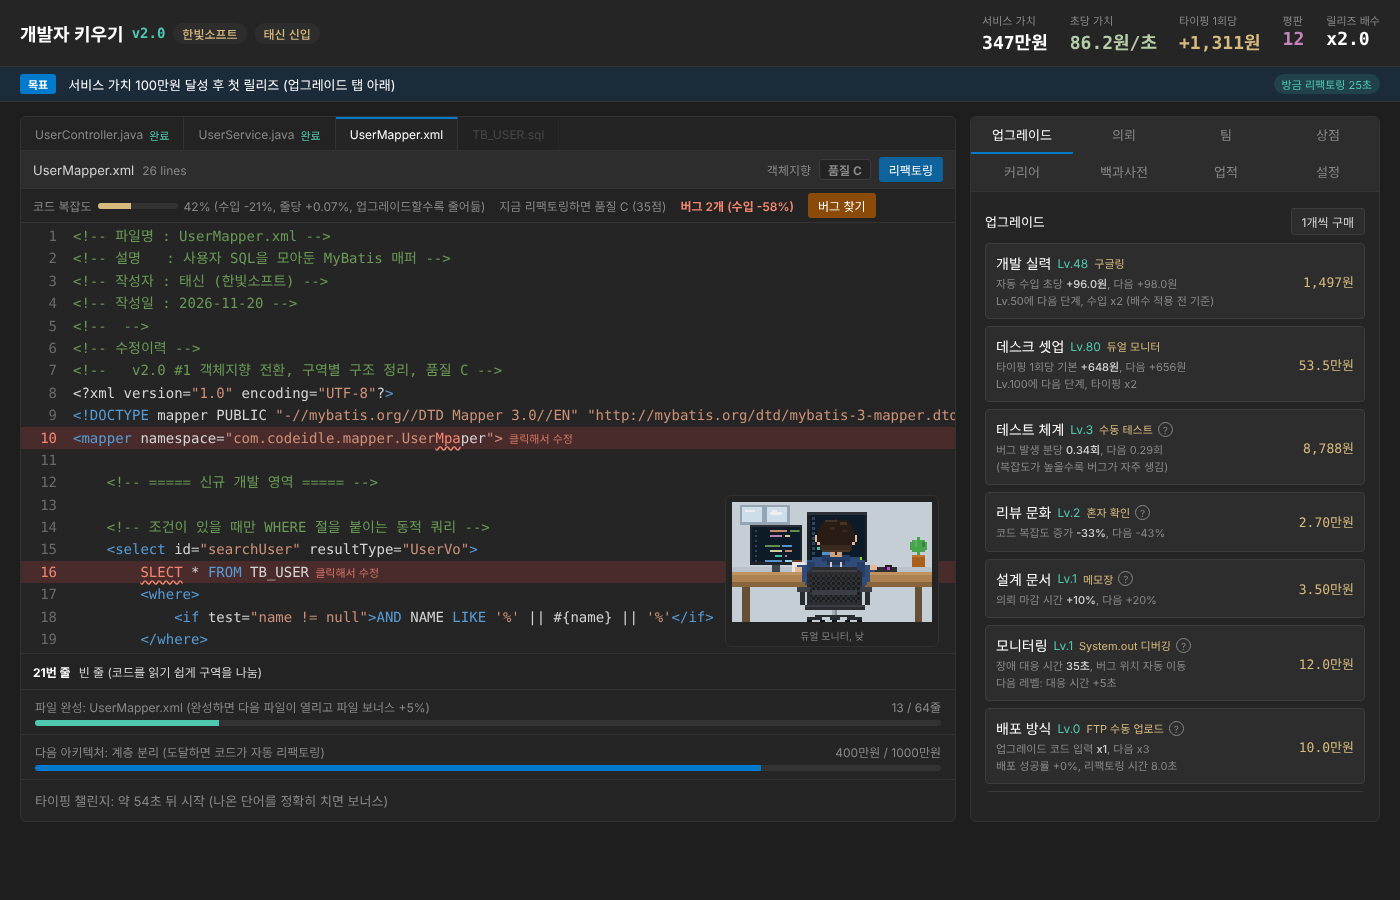 개발자 키우기 v2.0 한빛소프트 태신 신입
서비스 가치 347만원
초당 가치 86.2원/초
타이핑 1회당 +1,311원
평판 12
릴리즈 배수 x2.0
목표 서비스 가치 100만원 달성 후 첫 릴리즈 (업그레이드 탭 아래) 방금 리팩토링 25초
UserController.java 완료 UserService.java 완료 UserMapper.xml TB_USER.sql
UserMapper.xml 26 lines 객체지향 품질 C 리팩토링
코드 복잡도 42% (수입 -21%, 줄당 +0.07%, 업그레이드할수록 줄어듦) 지금 리팩토링하면 품질 C (35점) 버그 2개 (수입 -58%) 버그 찾기
1 <!-- 파일명 : UserMapper.xml -->
2 <!-- 설명   : 사용자 SQL을 모아둔 MyBatis 매퍼 -->
3 <!-- 작성자 : 태신 (한빛소프트) -->
4 <!-- 작성일 : 2026-11-20 -->
5 <!--  -->
6 <!-- 수정이력 -->
7 <!--   v2.0 #1 객체지향 전환, 구역별 구조 정리, 품질 C -->
8 <?xml version="1.0" encoding="UTF-8"?>
9 <!DOCTYPE mapper PUBLIC "-//mybatis.org//DTD Mapper 3.0//EN" "http://mybatis.org/dtd/mybatis-3-mapper.dtd
10 <mapper namespace="com.codeidle.mapper.UserMpaper"> 클릭해서 수정
11
12 <!-- ===== 신규 개발 영역 ===== -->
13
14 <!-- 조건이 있을 때만 WHERE 절을 붙이는 동적 쿼리 -->
15 <select id="searchUser" resultType="UserVo">
16 SLECT * FROM TB_USER 클릭해서 수정
17 <where>
18 <if test="name != null">AND NAME LIKE '%' || #{name} || '%'</if>
19 </where>
듀얼 모니터, 낮
21번 줄 빈 줄 (코드를 읽기 쉽게 구역을 나눔)
파일 완성: UserMapper.xml (완성하면 다음 파일이 열리고 파일 보너스 +5%) 13 / 64줄
다음 아키텍처: 계층 분리 (도달하면 코드가 자동 리팩토링) 400만원 / 1000만원
타이핑 챌린지: 약 54초 뒤 시작 (나온 단어를 정확히 치면 보너스)
업그레이드 의뢰 팀 상점
커리어 백과사전 업적 설정
업그레이드 1개씩 구매
개발 실력 Lv.48 구글링
자동 수입 초당 +96.0원, 다음 +98.0원
Lv.50에 다음 단계, 수입 x2 (배수 적용 전 기준)
1,497원
데스크 셋업 Lv.80 듀얼 모니터
타이핑 1회당 기본 +648원, 다음 +656원
Lv.100에 다음 단계, 타이핑 x2
53.5만원
테스트 체계 Lv.3 수동 테스트 ?
버그 발생 분당 0.34회, 다음 0.29회
(복잡도가 높을수록 버그가 자주 생김)
8,788원
리뷰 문화 Lv.2 혼자 확인 ?
코드 복잡도 증가 -33%, 다음 -43%
2.70만원
설계 문서 Lv.1 메모장 ?
의뢰 마감 시간 +10%, 다음 +20%
3.50만원
모니터링 Lv.1 System.out 디버깅 ?
장애 대응 시간 35초, 버그 위치 자동 이동
다음 레벨: 대응 시간 +5초
12.0만원
배포 방식 Lv.0 FTP 수동 업로드 ?
업그레이드 코드 입력 x1, 다음 x3
배포 성공률 +0%, 리팩토링 시간 8.0초
10.0만원